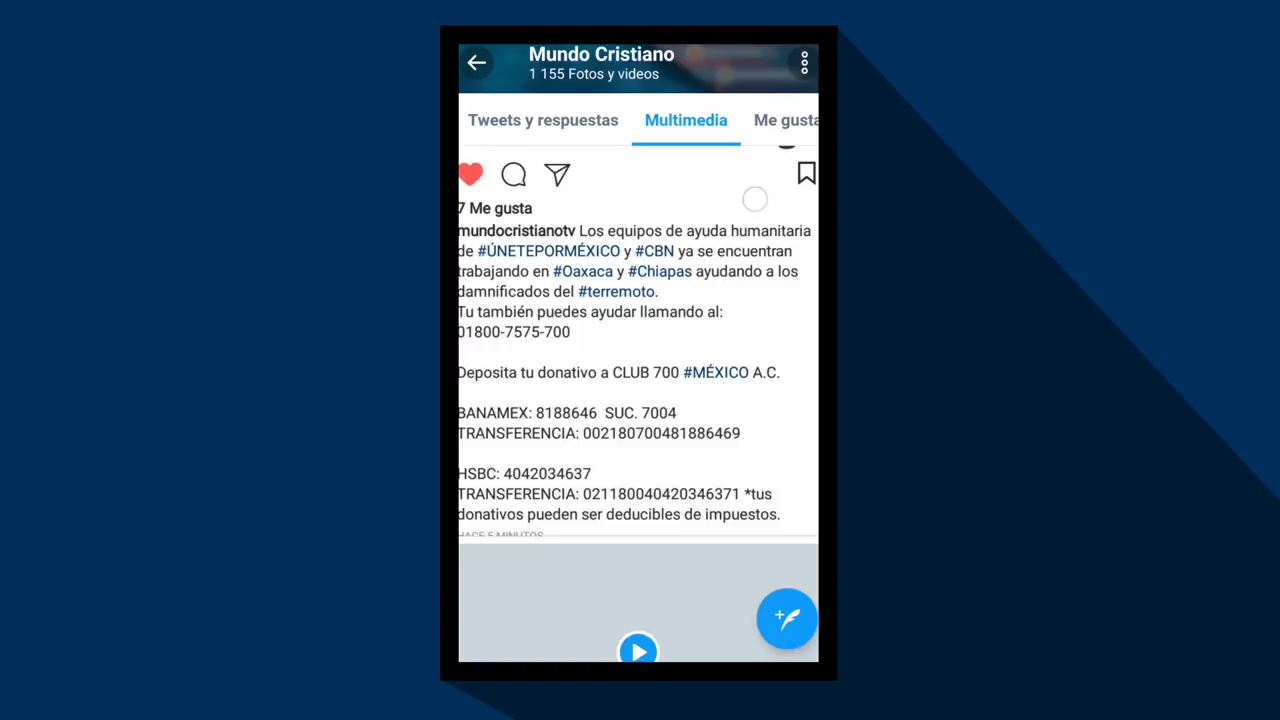 Mundo Cristiano
1 155 Fotos y videos
Tweets y respuestas Multimedia Me gusta
7 Me gusta
mundocristianotv Los equipos de ayuda humanitaria
de #ÚNETEPORMÉXICO y #CBN ya se encuentran
trabajando en #Oaxaca y #Chiapas ayudando a los
damnificados del #terremoto.
Tu también puedes ayudar llamando al:
01800-7575-700
Deposita tu donativo a CLUB 700 #MÉXICO A.C.
BANAMEX: 8188646 SUC. 7004
TRANSFERENCIA: 002180700481886469
HSBC: 4042034637
TRANSFERENCIA: 021180040420346371 *tus
donativos pueden ser deducibles de impuestos.
HACE 5 MINUTOS